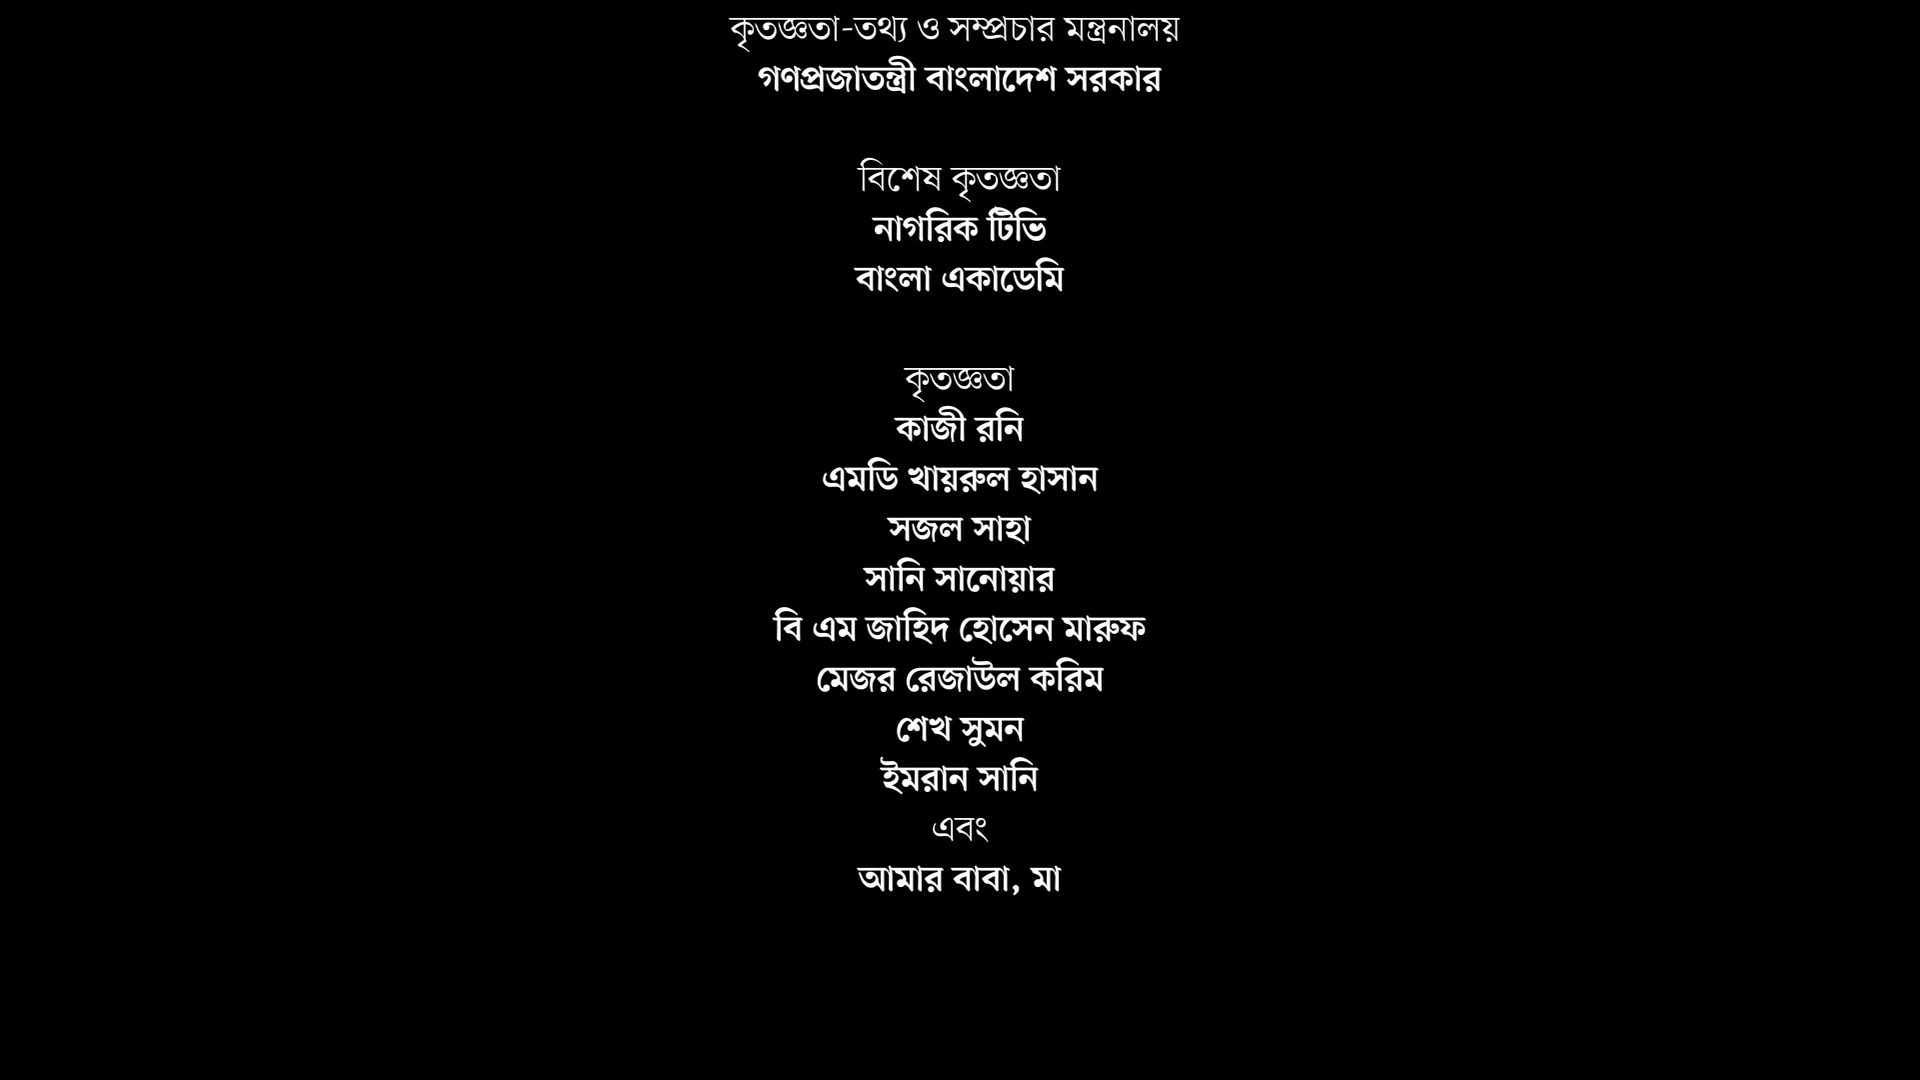 কৃতজ্ঞতা-তথ্য ও সম্প্রচার মন্ত্রনালয়
গণপ্রজাতন্ত্রী বাংলাদেশ সরকার
বিশেষ কৃতজ্ঞতা
নাগরিক টিভি
বাংলা একাডেমি
কৃতজ্ঞতা
কাজী রনি
এমডি খায়রুল হাসান
সজল সাহা
সানি সানোয়ার
বি এম জাহিদ হোসেন মারুফ
মেজর রেজাউল করিম
শেখ সুমন
ইমরান সানি
এবং
আমার বাবা, মা